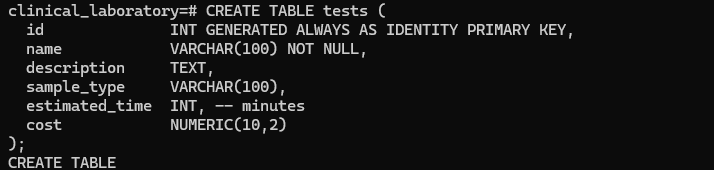 clinical_laboratory=# CREATE TABLE tests (
  id              INT GENERATED ALWAYS AS IDENTITY PRIMARY KEY,
  name            VARCHAR(100) NOT NULL,
  description     TEXT,
  sample_type     VARCHAR(100),
  estimated_time  INT, -- minutes
  cost            NUMERIC(10,2)
);
CREATE TABLE